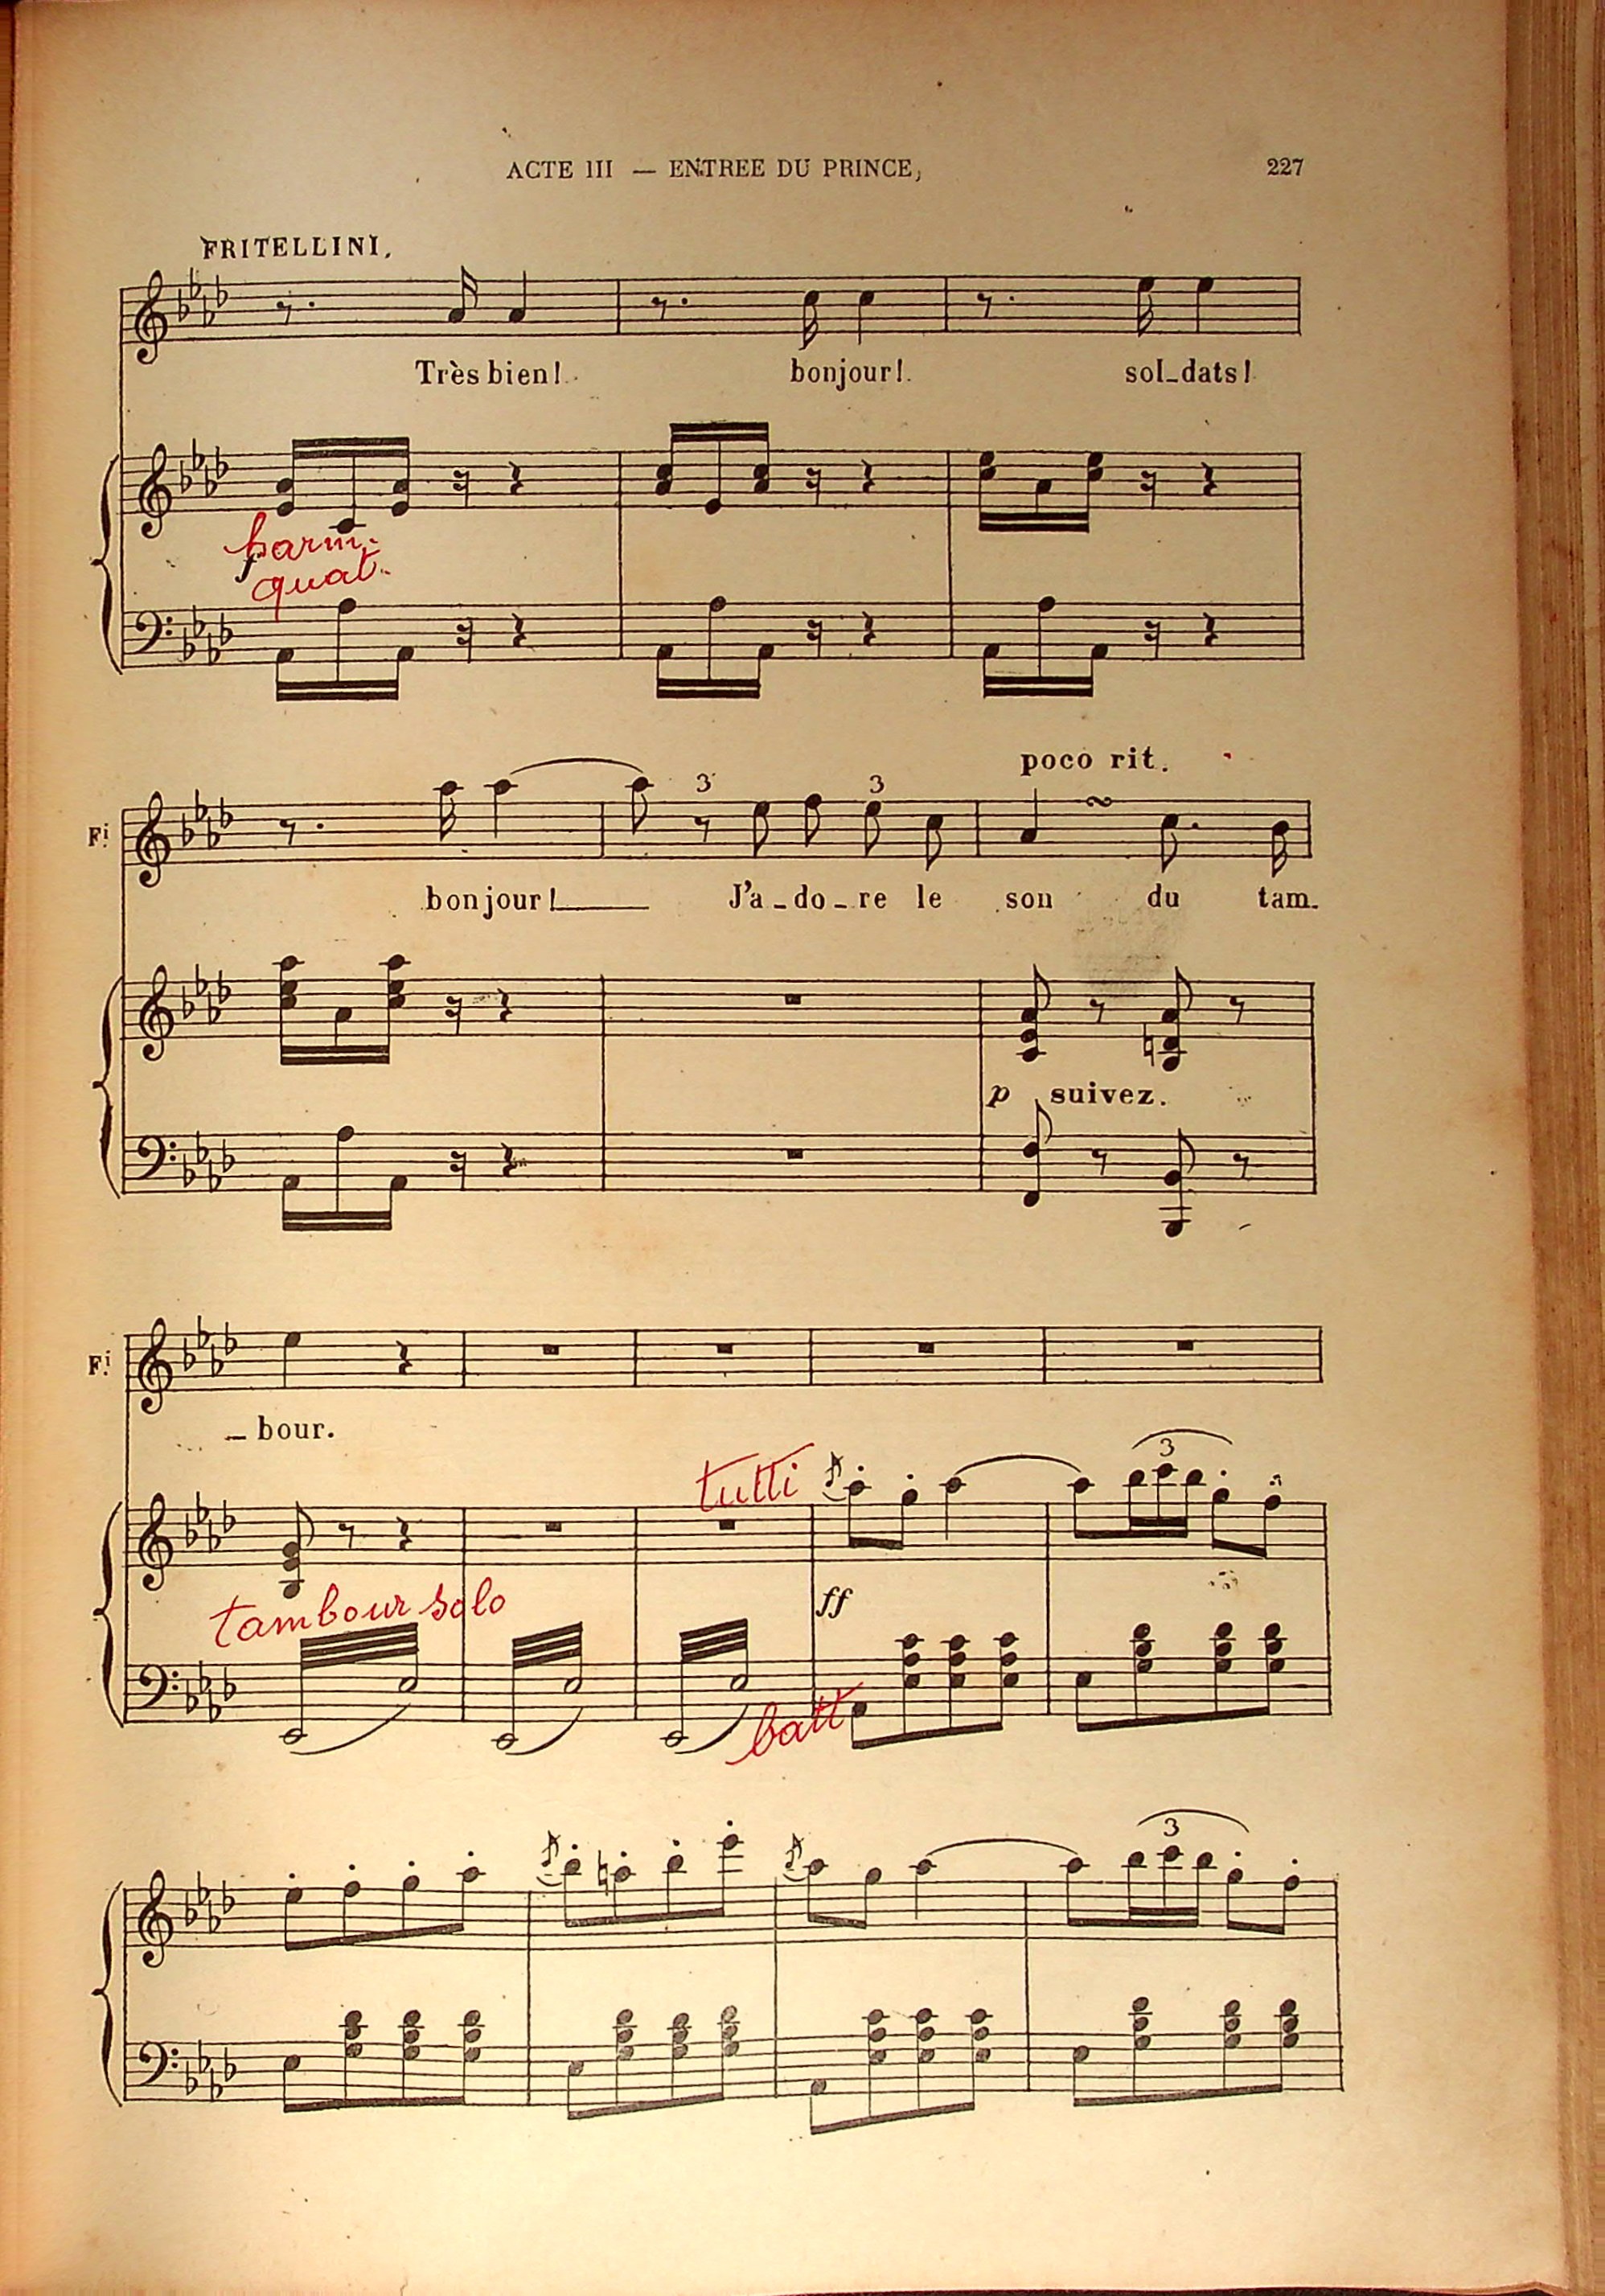 ACTE III — ENTREE DU PRINCE, 227
FRITELLINI.
Très bien! bonjour! sol_dats!
harm.
f
quat.
poco rit.
3 3
Fi
bonjour! J'a_do_re le son du tam_
p suivez.
Fi
_bour.
tutti
3
tambour solo
ff
batt
3